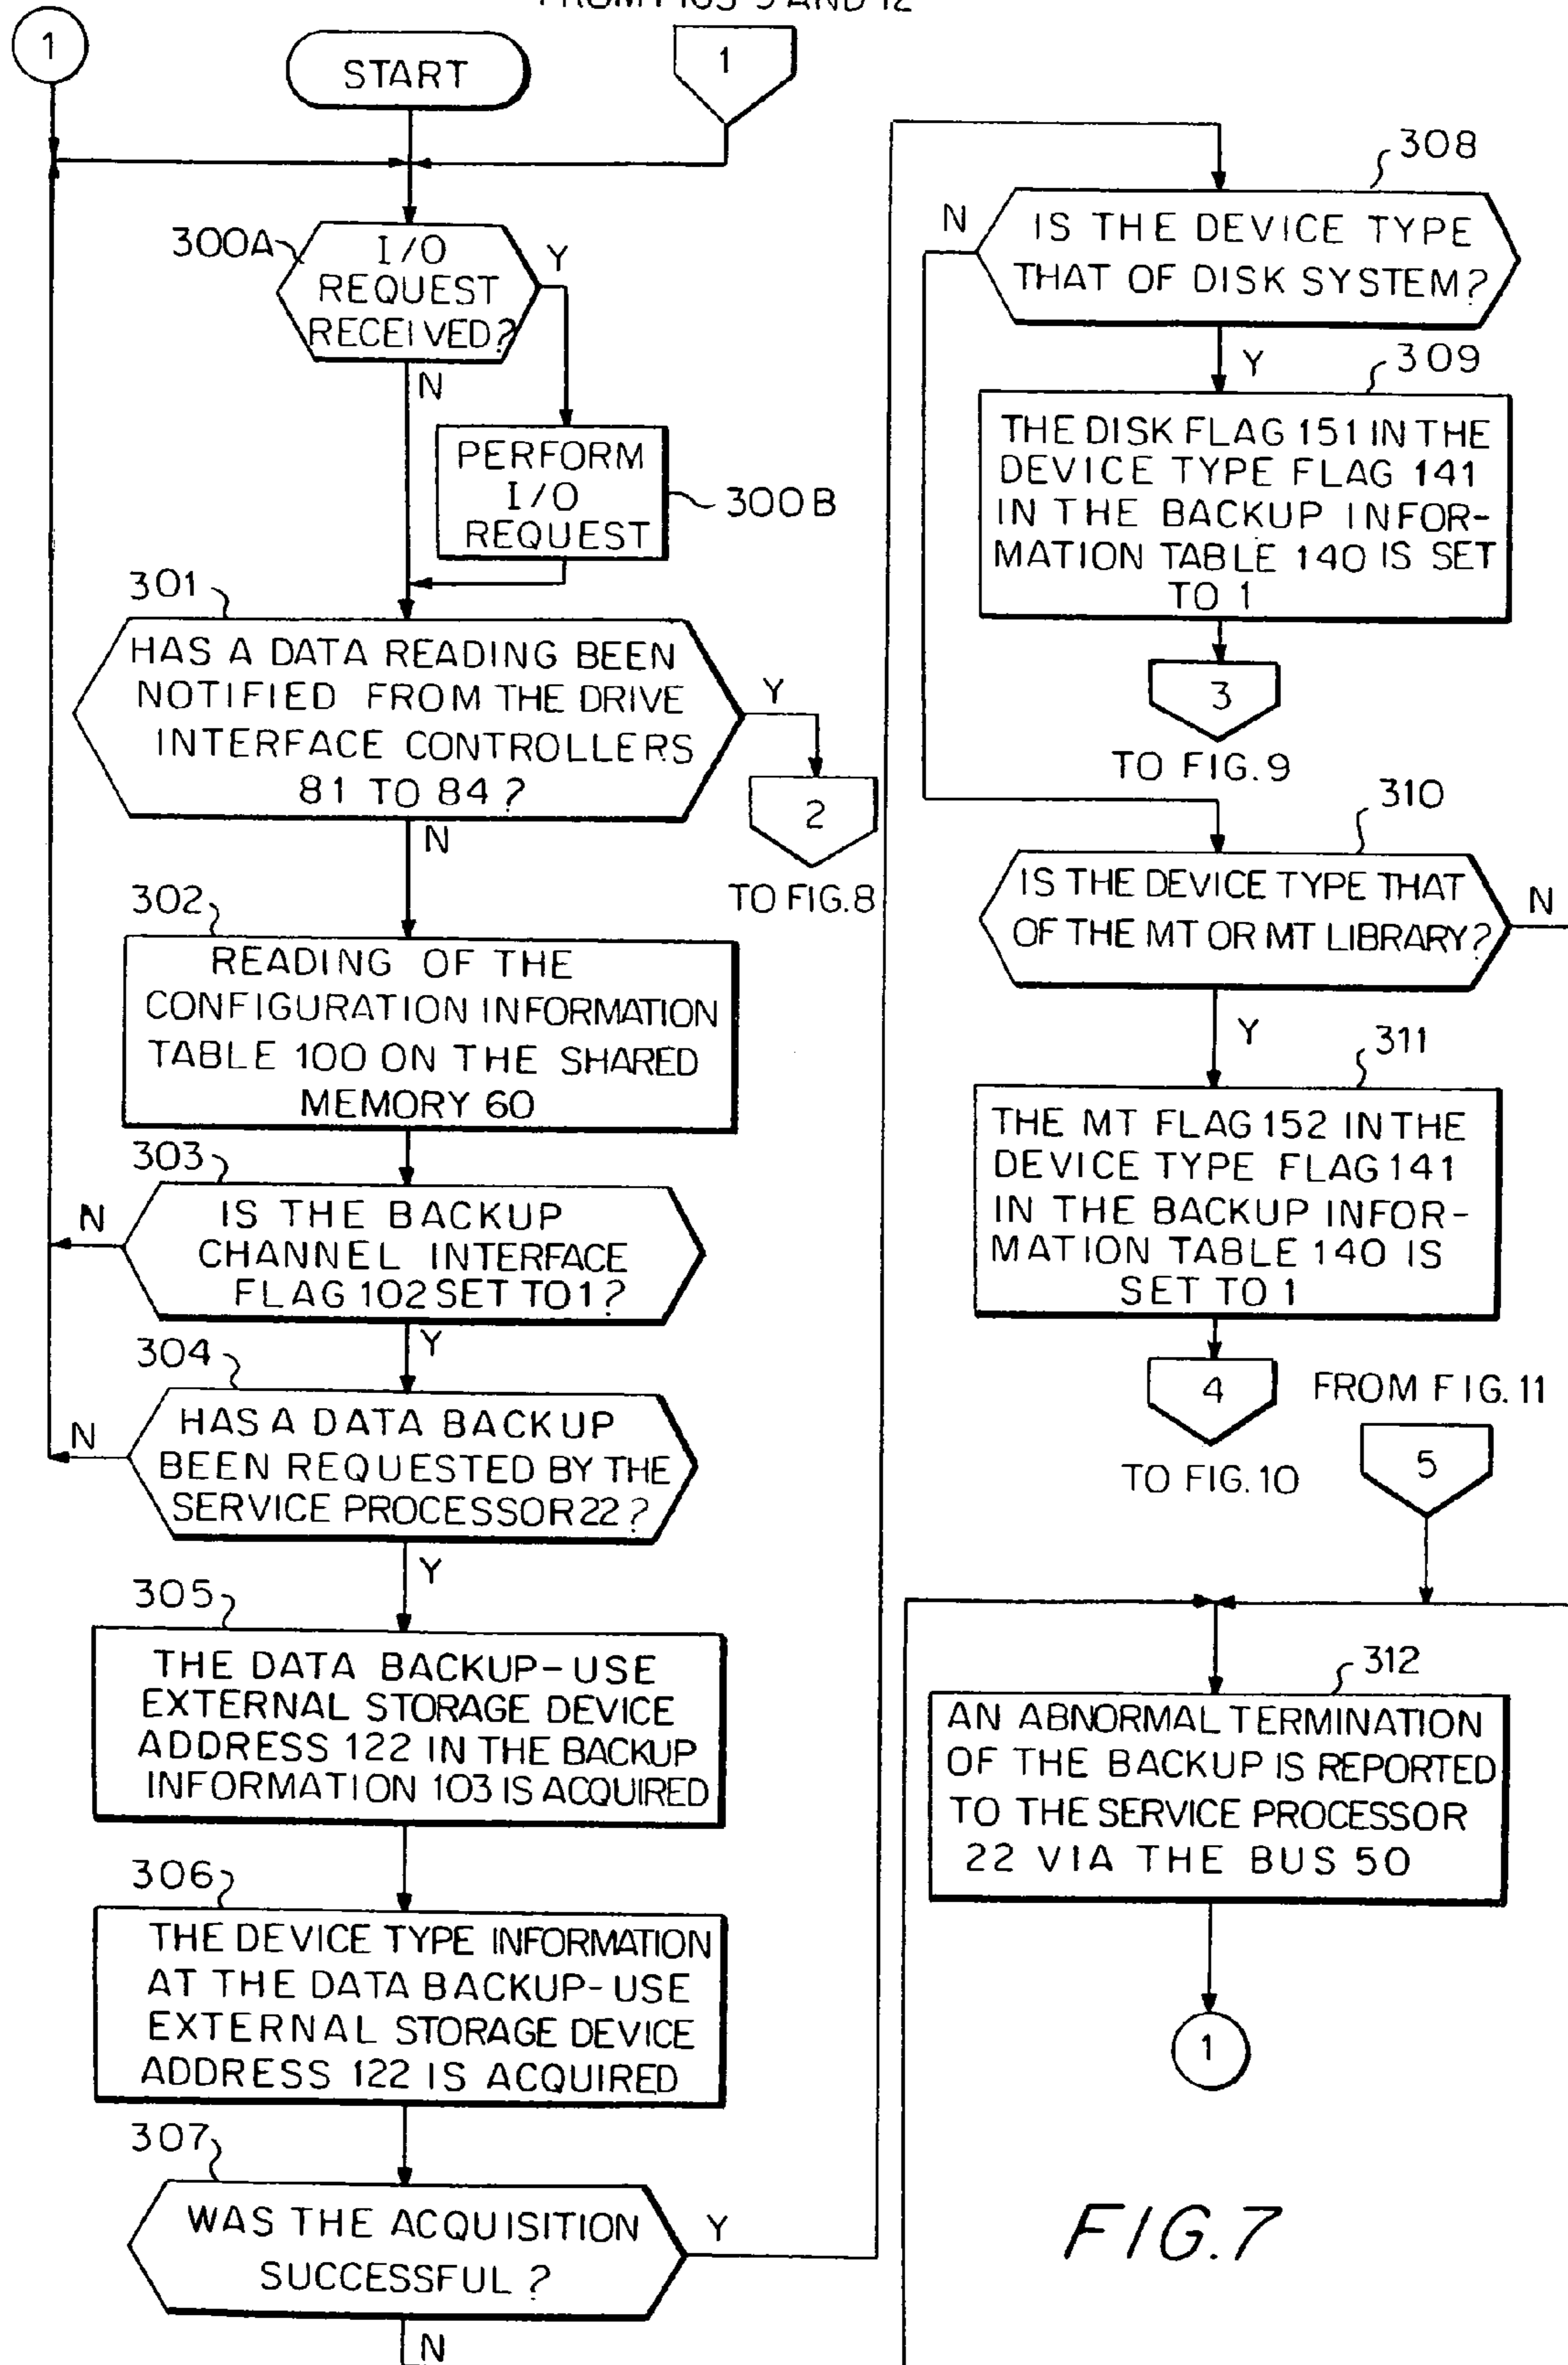 FROM FIGS 9 AND 12
1
START
1
300A
I/O
REQUEST
RECEIVED?
Y
N
PERFORM
I/O
REQUEST
300B
301
HAS A DATA READING BEEN
NOTIFIED FROM THE DRIVE
INTERFACE CONTROLLERS
81 TO 84?
Y
N
2
TO FIG.8
302
READING OF THE
CONFIGURATION INFORMATION
TABLE 100 ON THE SHARED
MEMORY 60
303
IS THE BACKUP
CHANNEL INTERFACE
FLAG 102 SET TO 1?
N
Y
304
HAS A DATA BACKUP
BEEN REQUESTED BY THE
SERVICE PROCESSOR 22?
N
Y
305
THE DATA BACKUP-USE
EXTERNAL STORAGE DEVICE
ADDRESS 122 IN THE BACKUP
INFORMATION 103 IS ACQUIRED
306
THE DEVICE TYPE INFORMATION
AT THE DATA BACKUP-USE
EXTERNAL STORAGE DEVICE
ADDRESS 122 IS ACQUIRED
307
WAS THE ACQUISITION
SUCCESSFUL?
Y
N
308
N
IS THE DEVICE TYPE
THAT OF DISK SYSTEM?
Y
309
THE DISK FLAG 151 IN THE
DEVICE TYPE FLAG 141
IN THE BACKUP INFOR-
MATION TABLE 140 IS SET
TO 1
3
TO FIG.9
310
IS THE DEVICE TYPE THAT
OF THE MT OR MT LIBRARY?
N
Y
311
THE MT FLAG 152 IN THE
DEVICE TYPE FLAG 141
IN THE BACKUP INFOR-
MATION TABLE 140 IS
SET TO 1
4
TO FIG.10
FROM FIG.11
5
312
AN ABNORMAL TERMINATION
OF THE BACKUP IS REPORTED
TO THE SERVICE PROCESSOR
22 VIA THE BUS 50
1
FIG.7